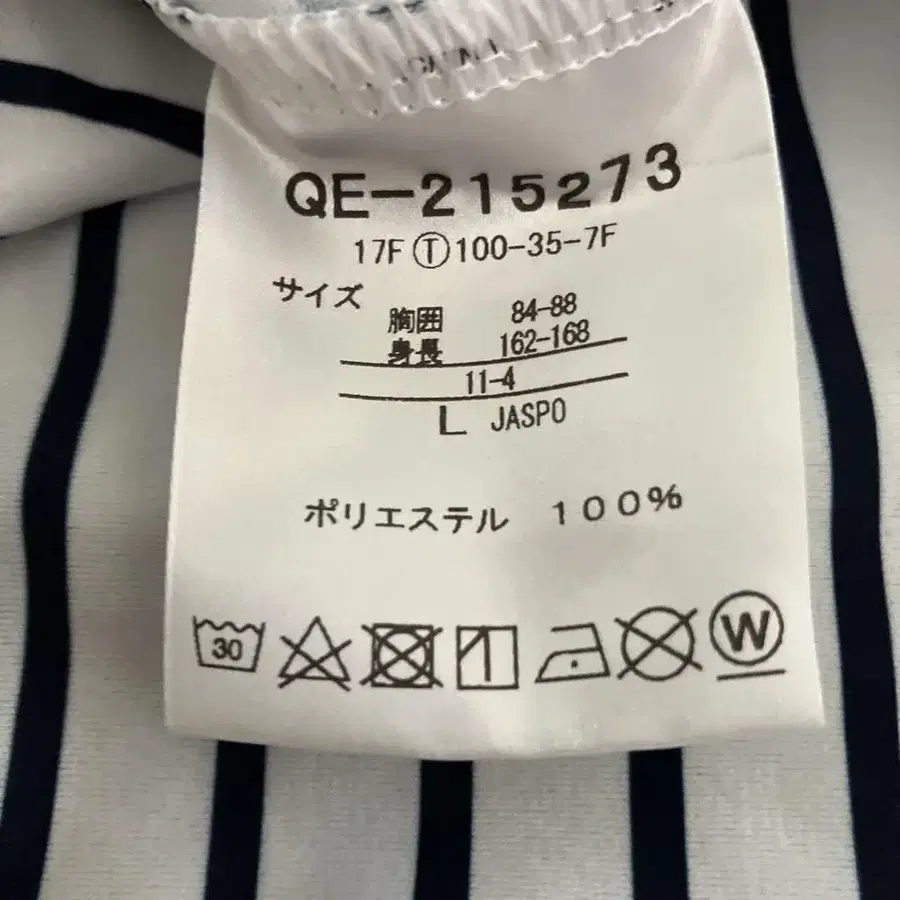 QE-215273
17F Ⓣ100-35-7F
サイズ
胸囲 84-88
身長 162-168
11-4
L JASPO
ポリエステル 100%
30
W